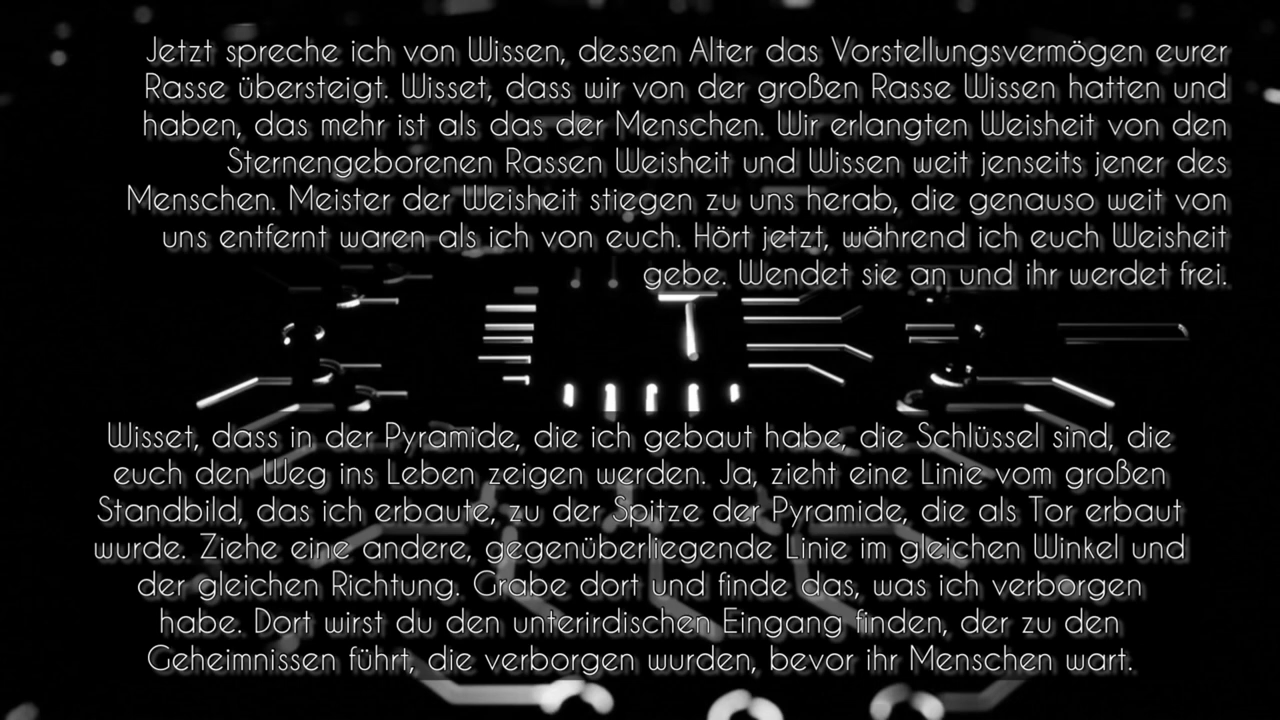 Jetzt spreche ich von Wissen, dessen Alter das Vorstellungsvermögen eurer
Rasse übersteigt. Wisset, dass wir von der großen Rasse Wissen hatten und
haben, das mehr ist als das der Menschen. Wir erlangten Weisheit von den
Sternengeborenen Rassen Weisheit und Wissen weit jenseits jener des
Menschen. Meister der Weisheit stiegen zu uns herab, die genauso weit von
uns entfernt waren als ich von euch. Hört jetzt, während ich euch Weisheit
gebe. Wendet sie an und ihr werdet frei.
Wisset, dass in der Pyramide, die ich gebaut habe, die Schlüssel sind, die
euch den Weg ins Leben zeigen werden. Ja, zieht eine Linie vom großen
Standbild, das ich erbaute, zu der Spitze der Pyramide, die als Tor erbaut
wurde. Ziehe eine andere, gegenüberliegende Linie im gleichen Winkel und
der gleichen Richtung. Grabe dort und finde das, was ich verborgen
habe. Dort wirst du den unterirdischen Eingang finden, der zu den
Geheimnissen führt, die verborgen wurden, bevor ihr Menschen wart.